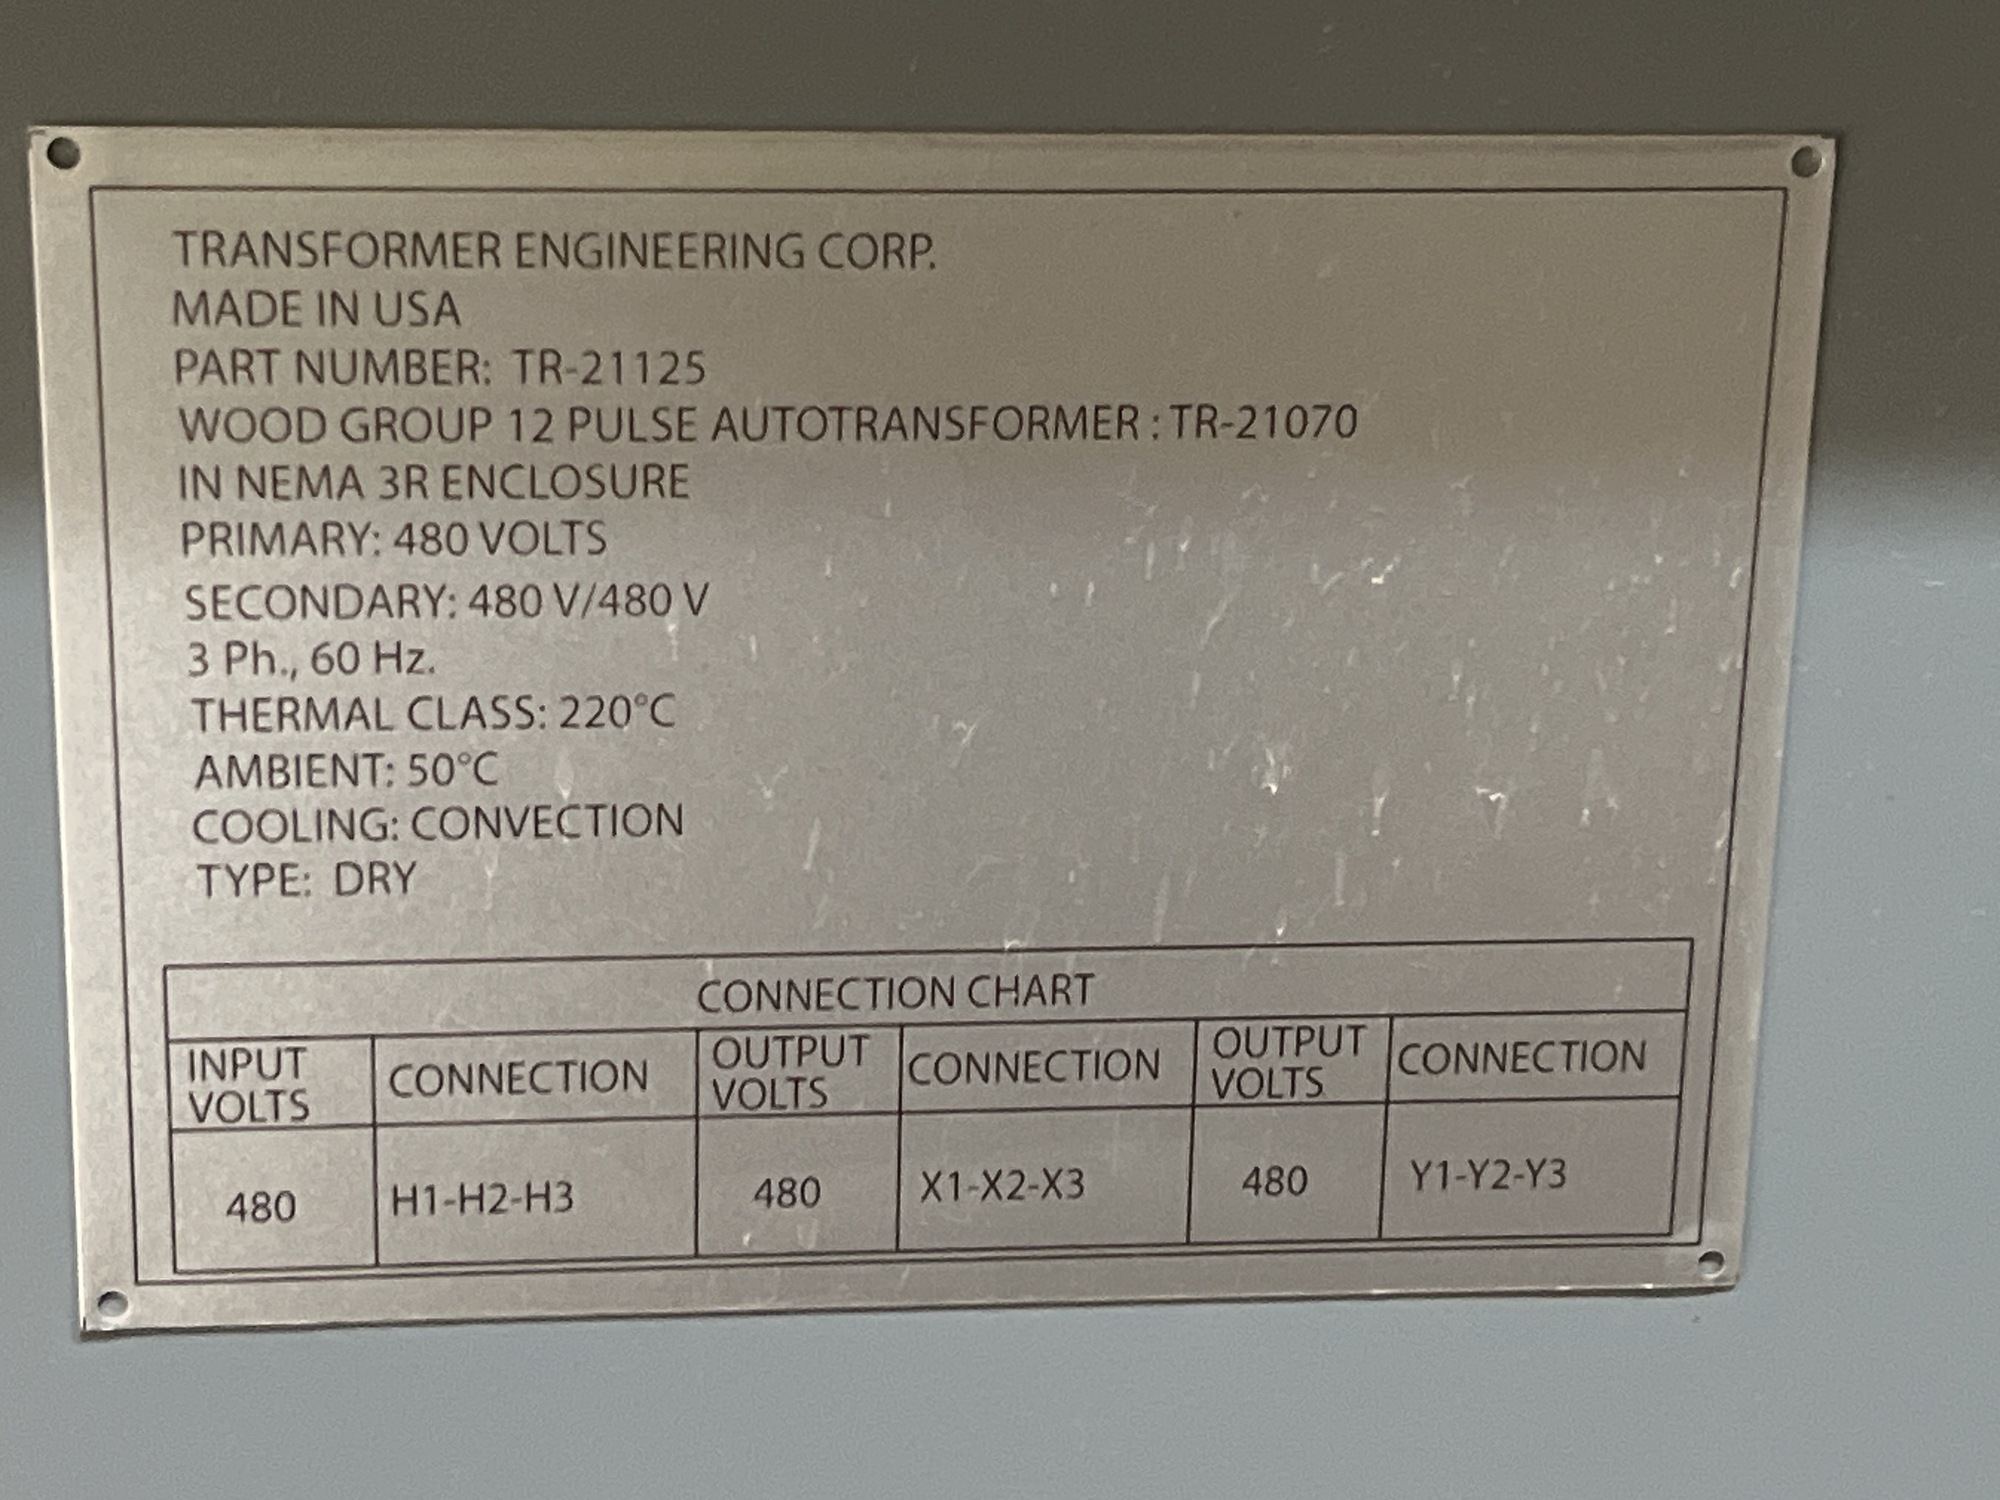 TRANSFORMER ENGINEERING CORP.
MADE IN USA
PART NUMBER: TR-21125
WOOD GROUP 12 PULSE AUTOTRANSFORMER : TR-21070
IN NEMA 3R ENCLOSURE
PRIMARY: 480 VOLTS
SECONDARY: 480 V/480 V
3 Ph., 60 Hz.
THERMAL CLASS: 220°C
AMBIENT: 50°C
COOLING: CONVECTION
TYPE: DRY
CONNECTION CHART
INPUT VOLTS CONNECTION OUTPUT VOLTS CONNECTION OUTPUT VOLTS CONNECTION
480 H1-H2-H3 480 X1-X2-X3 480 Y1-Y2-Y3